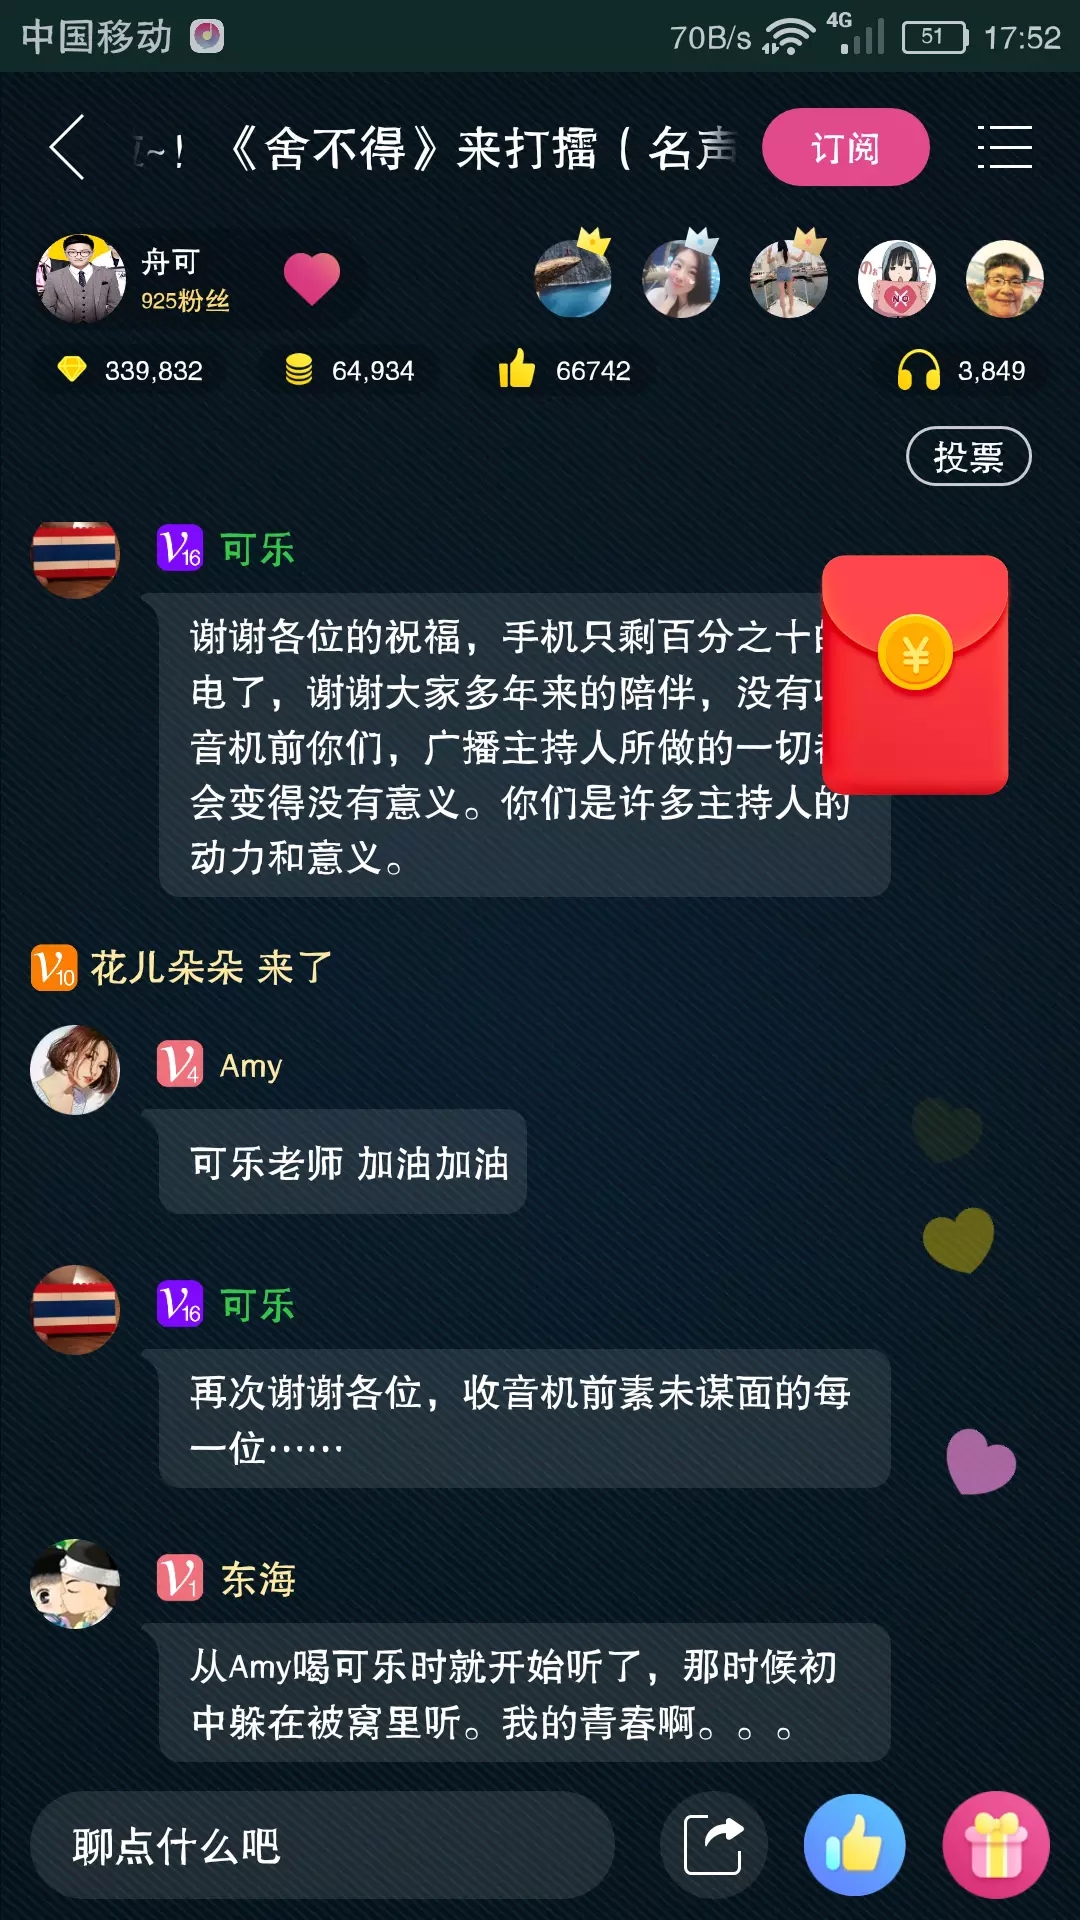 中国移动 70B/s 4G 51 17:52
~！《舍不得》来打擂（名声 订阅
舟可
925粉丝
339,832 64,934 66742 3,849
投票
V16 可乐
谢谢各位的祝福，手机只剩百分之十
电了，谢谢大家多年来的陪伴，没有
音机前你们，广播主持人所做的一切
会变得没有意义。你们是许多主持人的
动力和意义。
V10 花儿朵朵 来了
V4 Amy
可乐老师 加油加油
V16 可乐
再次谢谢各位，收音机前素未谋面的每
一位……
V1 东海
从Amy喝可乐时就开始听了，那时候初
中躲在被窝里听。我的青春啊。。。
聊点什么吧